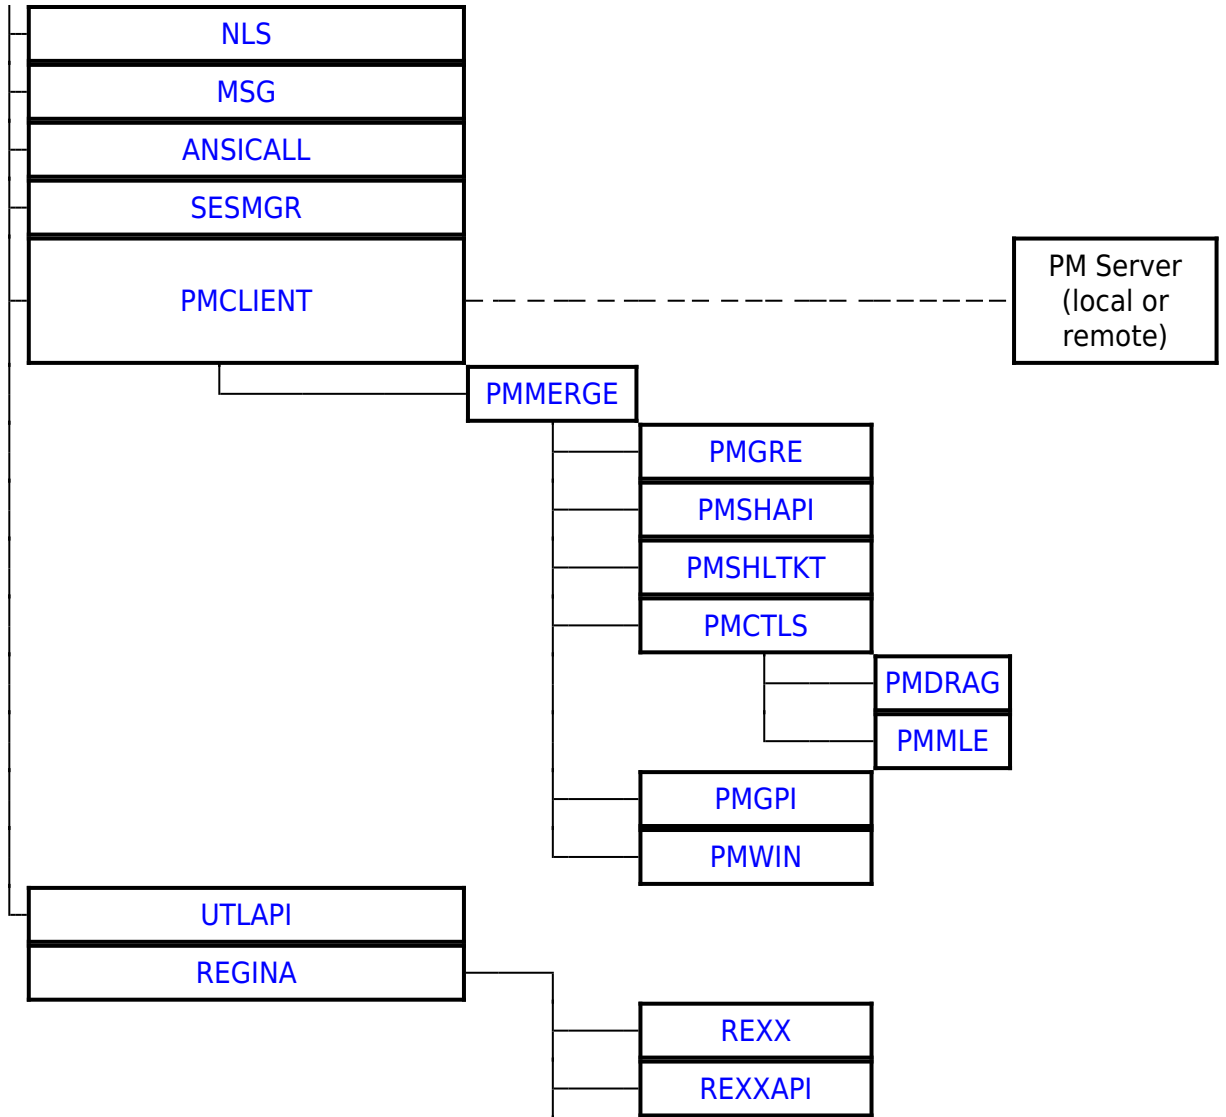 NLS
MSG
ANSICALL
SESMGR
PMCLIENT
PM Server
(local or
remote)
PMMERGE
PMGRE
PMSHAPI
PMSHLTKT
PMCTLS
PMDRAG
PMMLE
PMGPI
PMWIN
UTLAPI
REGINA
REXX
REXXAPI